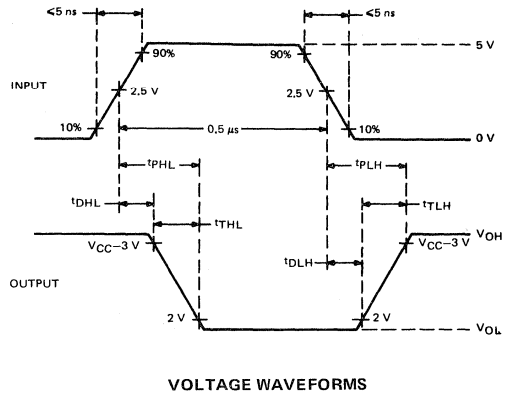 ≤5 ns
≤5 ns
5 V
90%
90%
INPUT
2.5 V
2.5 V
10%
0.5 μs
10%
0 V
tPHL
tPLH
tDHL
tTHL
tTLH
VCC–3 V
VCC–3 V
VOH
tDLH
OUTPUT
2 V
2 V
VOL
VOLTAGE WAVEFORMS